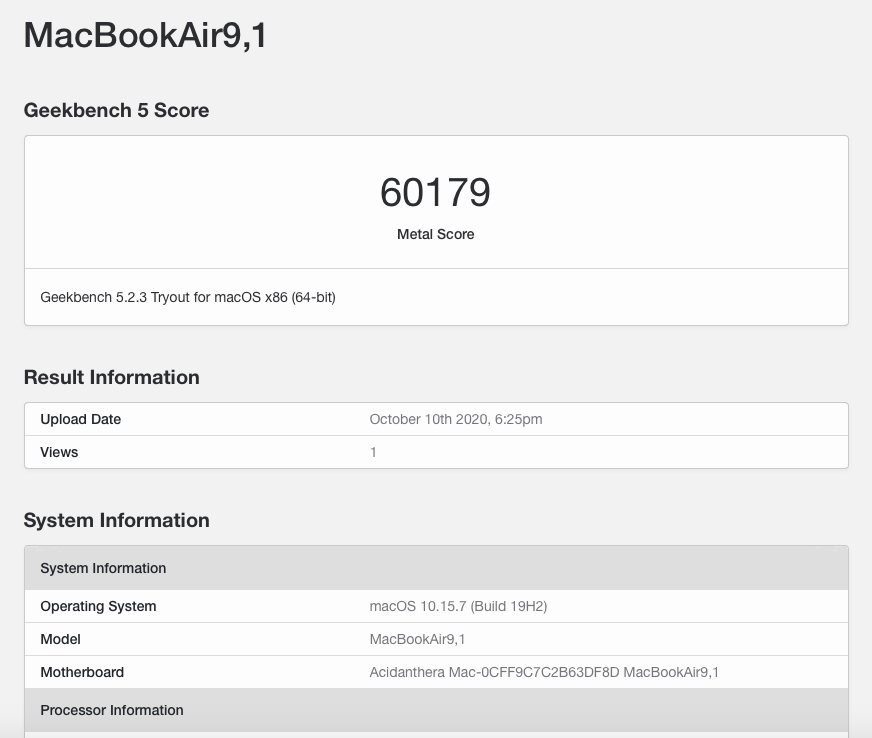 MacBookAir9,1
Geekbench 5 Score
60179
Metal Score
Geekbench 5.2.3 Tryout for macOS x86 (64-bit)
Result Information
Upload Date October 10th 2020, 6:25pm
Views 1
System Information
System Information
Operating System macOS 10.15.7 (Build 19H2)
Model MacBookAir9,1
Motherboard Acidanthera Mac-0CFF9C7C2B63DF8D MacBookAir9,1
Processor Information